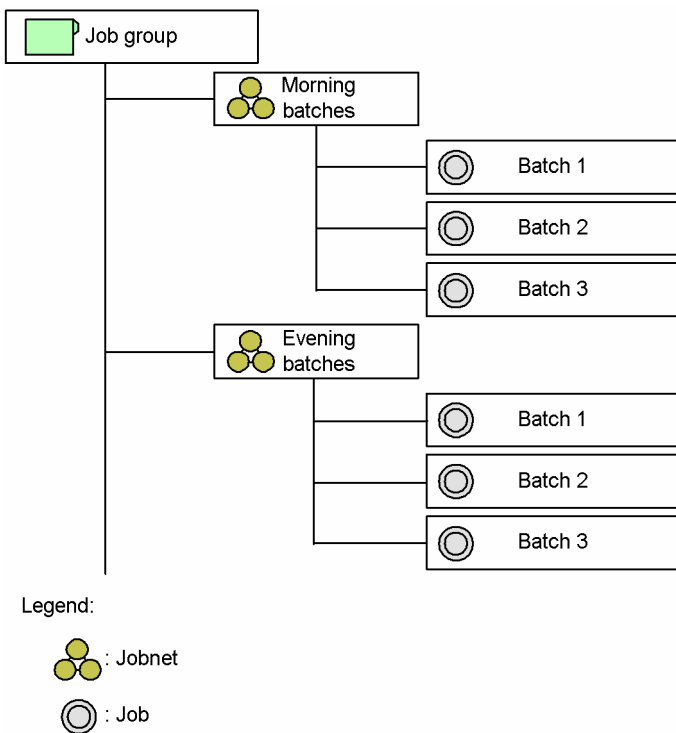 Job group
Morning
batches
Batch 1
Batch 2
Batch 3
Evening
batches
Batch 1
Batch 2
Batch 3
Legend:
: Jobnet
: Job